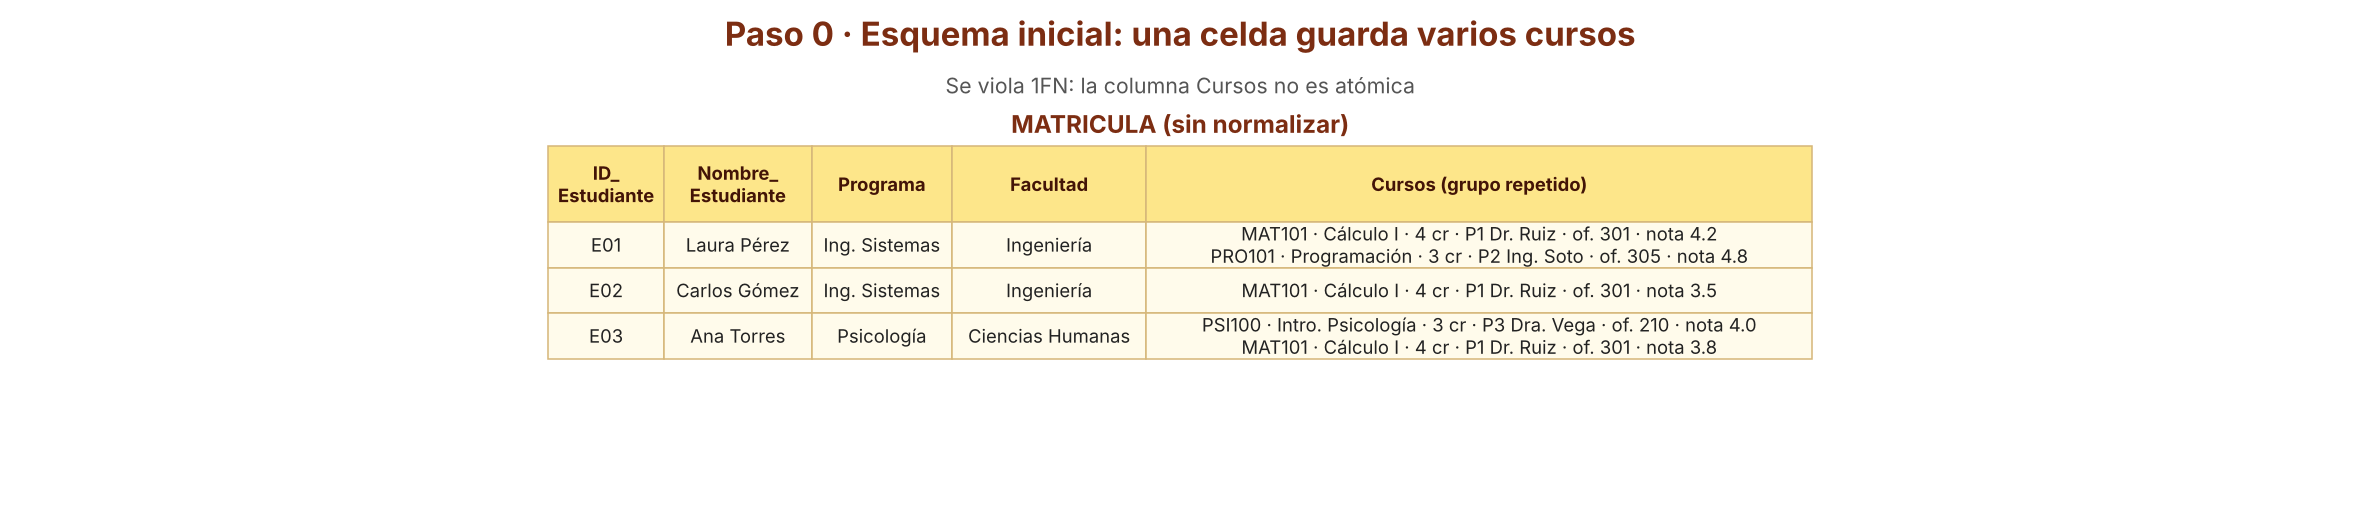 Paso 0 · Esquema inicial: una celda guarda varios cursos
Se viola 1FN: la columna Cursos no es atómica
MATRICULA (sin normalizar)
ID_
Estudiante
Nombre_
Estudiante
Programa
Facultad
Cursos (grupo repetido)
E01
Laura Pérez
Ing. Sistemas
Ingeniería
MAT101 · Cálculo I · 4 cr · P1 Dr. Ruiz · of. 301 · nota 4.2
PRO101 · Programación · 3 cr · P2 Ing. Soto · of. 305 · nota 4.8
E02
Carlos Gómez
Ing. Sistemas
Ingeniería
MAT101 · Cálculo I · 4 cr · P1 Dr. Ruiz · of. 301 · nota 3.5
E03
Ana Torres
Psicología
Ciencias Humanas
PSI100 · Intro. Psicología · 3 cr · P3 Dra. Vega · of. 210 · nota 4.0
MAT101 · Cálculo I · 4 cr · P1 Dr. Ruiz · of. 301 · nota 3.8